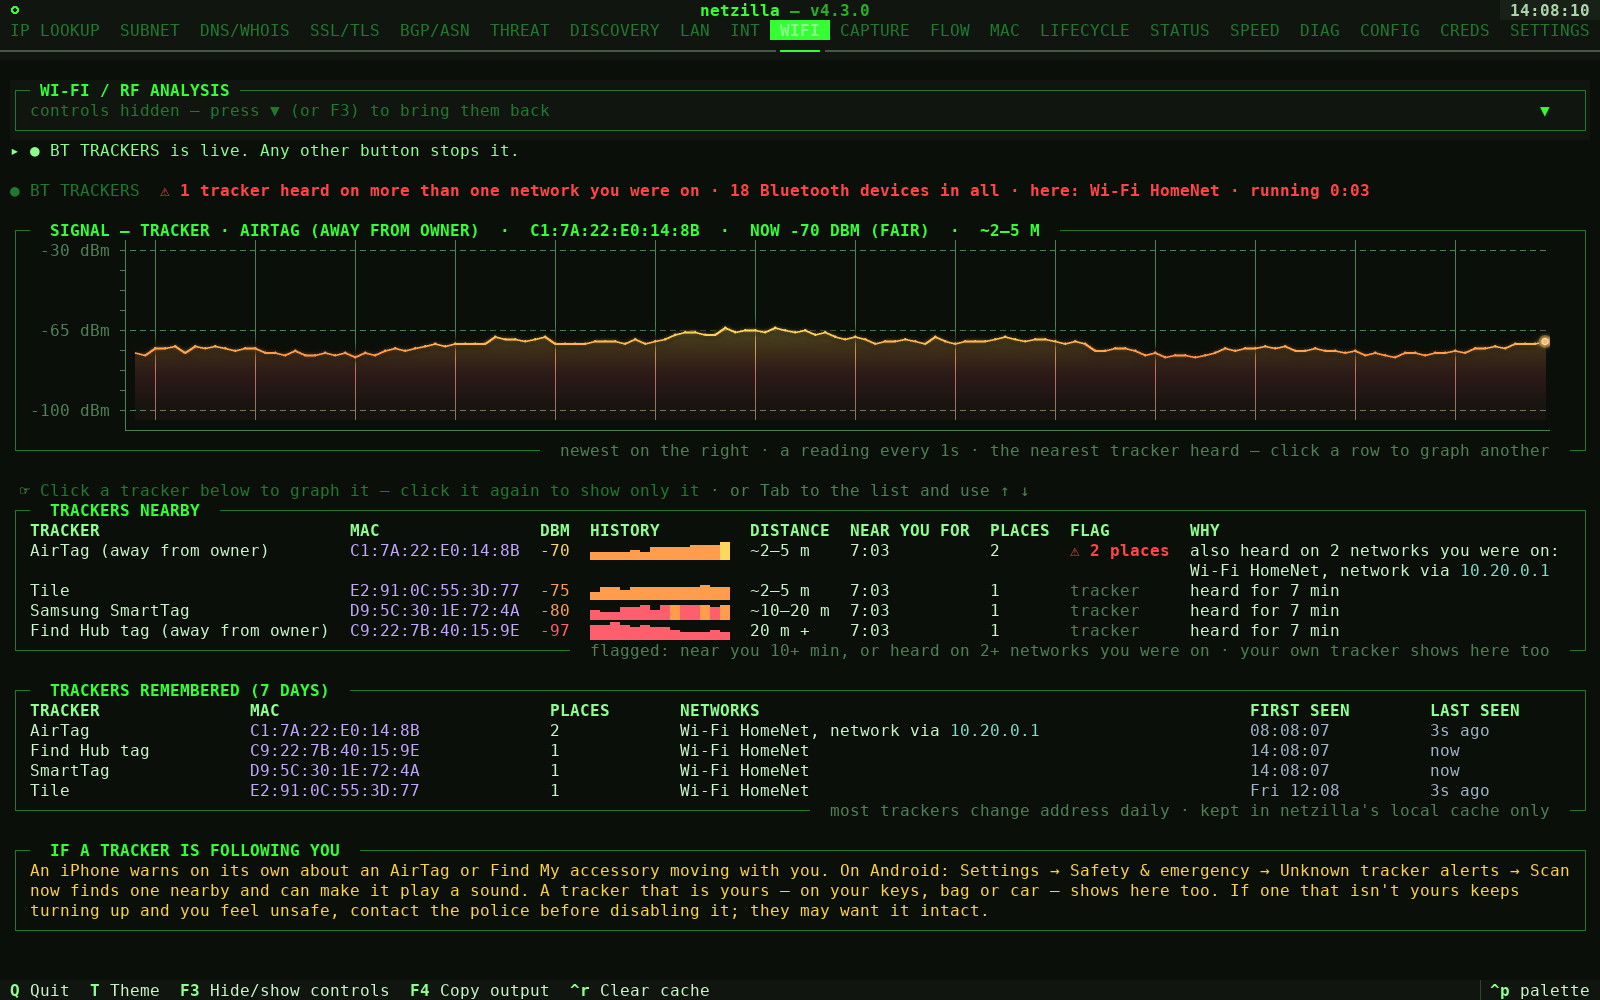 netzilla — v4.3.0 14:08:10
IP LOOKUP SUBNET DNS/WHOIS SSL/TLS BGP/ASN THREAT DISCOVERY LAN INT WIFI CAPTURE FLOW MAC LIFECYCLE STATUS SPEED DIAG CONFIG CREDS SETTINGS
WI-FI / RF ANALYSIS
controls hidden — press ▼ (or F3) to bring them back ▼
▸ ● BT TRACKERS is live. Any other button stops it.
● BT TRACKERS ⚠ 1 tracker heard on more than one network you were on · 18 Bluetooth devices in all · here: Wi-Fi HomeNet · running 0:03
SIGNAL — TRACKER · AIRTAG (AWAY FROM OWNER) · C1:7A:22:E0:14:8B · NOW -70 DBM (FAIR) · ~2–5 M
-30 dBm
-65 dBm
-100 dBm
newest on the right · a reading every 1s · the nearest tracker heard — click a row to graph another
☞ Click a tracker below to graph it — click it again to show only it · or Tab to the list and use ↑ ↓
TRACKERS NEARBY
TRACKER MAC DBM HISTORY DISTANCE NEAR YOU FOR PLACES FLAG WHY
AirTag (away from owner) C1:7A:22:E0:14:8B -70 ~2–5 m 7:03 2 ⚠ 2 places also heard on 2 networks you were on:
Wi-Fi HomeNet, network via 10.20.0.1
Tile E2:91:0C:55:3D:77 -75 ~2–5 m 7:03 1 tracker heard for 7 min
Samsung SmartTag D9:5C:30:1E:72:4A -80 ~10–20 m 7:03 1 tracker heard for 7 min
Find Hub tag (away from owner) C9:22:7B:40:15:9E -97 20 m + 7:03 1 tracker heard for 7 min
flagged: near you 10+ min, or heard on 2+ networks you were on · your own tracker shows here too
TRACKERS REMEMBERED (7 DAYS)
TRACKER MAC PLACES NETWORKS FIRST SEEN LAST SEEN
AirTag C1:7A:22:E0:14:8B 2 Wi-Fi HomeNet, network via 10.20.0.1 08:08:07 3s ago
Find Hub tag C9:22:7B:40:15:9E 1 Wi-Fi HomeNet 14:08:07 now
SmartTag D9:5C:30:1E:72:4A 1 Wi-Fi HomeNet 14:08:07 now
Tile E2:91:0C:55:3D:77 1 Wi-Fi HomeNet Fri 12:08 3s ago
most trackers change address daily · kept in netzilla's local cache only
IF A TRACKER IS FOLLOWING YOU
An iPhone warns on its own about an AirTag or Find My accessory moving with you. On Android: Settings → Safety & emergency → Unknown tracker alerts → Scan
now finds one nearby and can make it play a sound. A tracker that is yours — on your keys, bag or car — shows here too. If one that isn't yours keeps
turning up and you feel unsafe, contact the police before disabling it; they may want it intact.
Q Quit T Theme F3 Hide/show controls F4 Copy output ^r Clear cache ^p palette